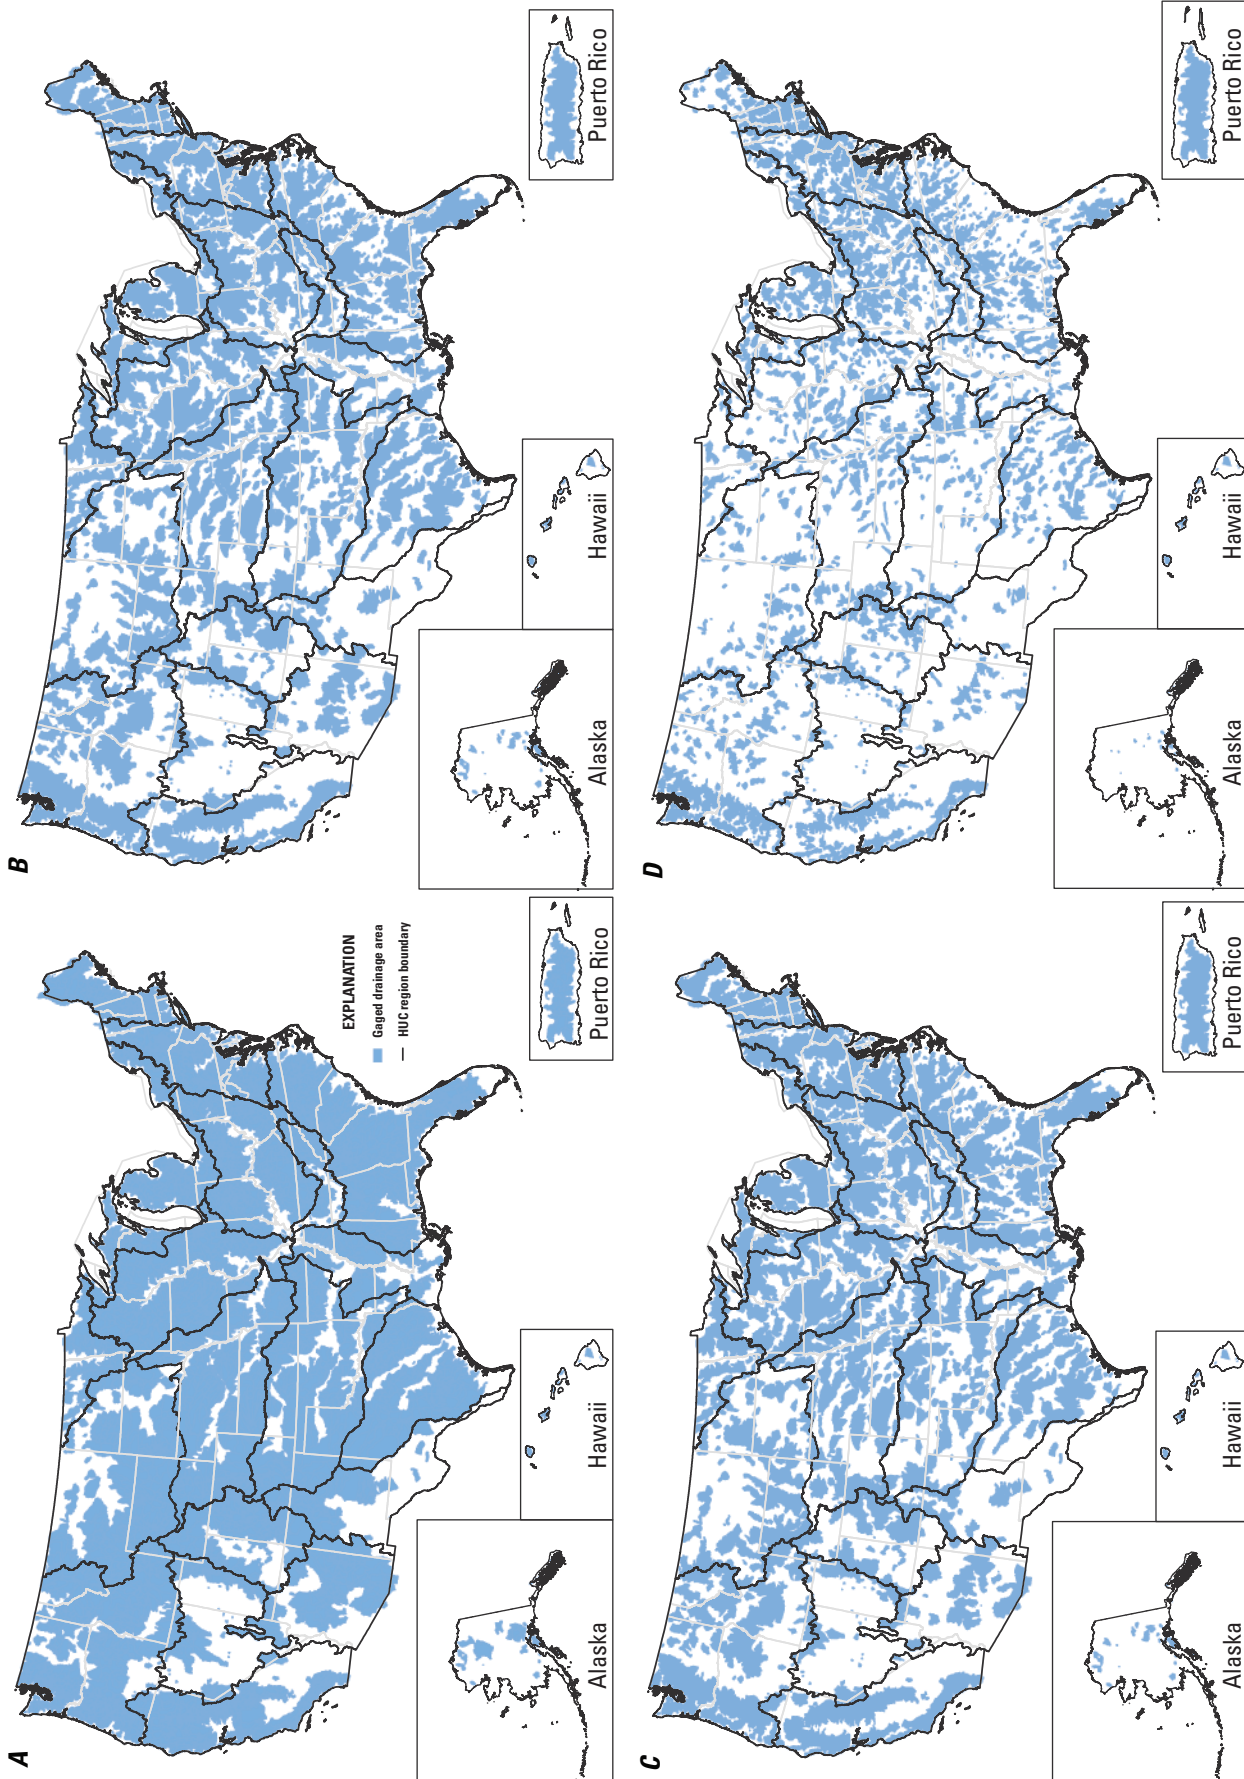 A
EXPLANATION
Gaged drainage area
HUC region boundary
Alaska
Hawaii
Puerto Rico
B
Alaska
Hawaii
Puerto Rico
C
Alaska
Hawaii
Puerto Rico
D
Alaska
Hawaii
Puerto Rico